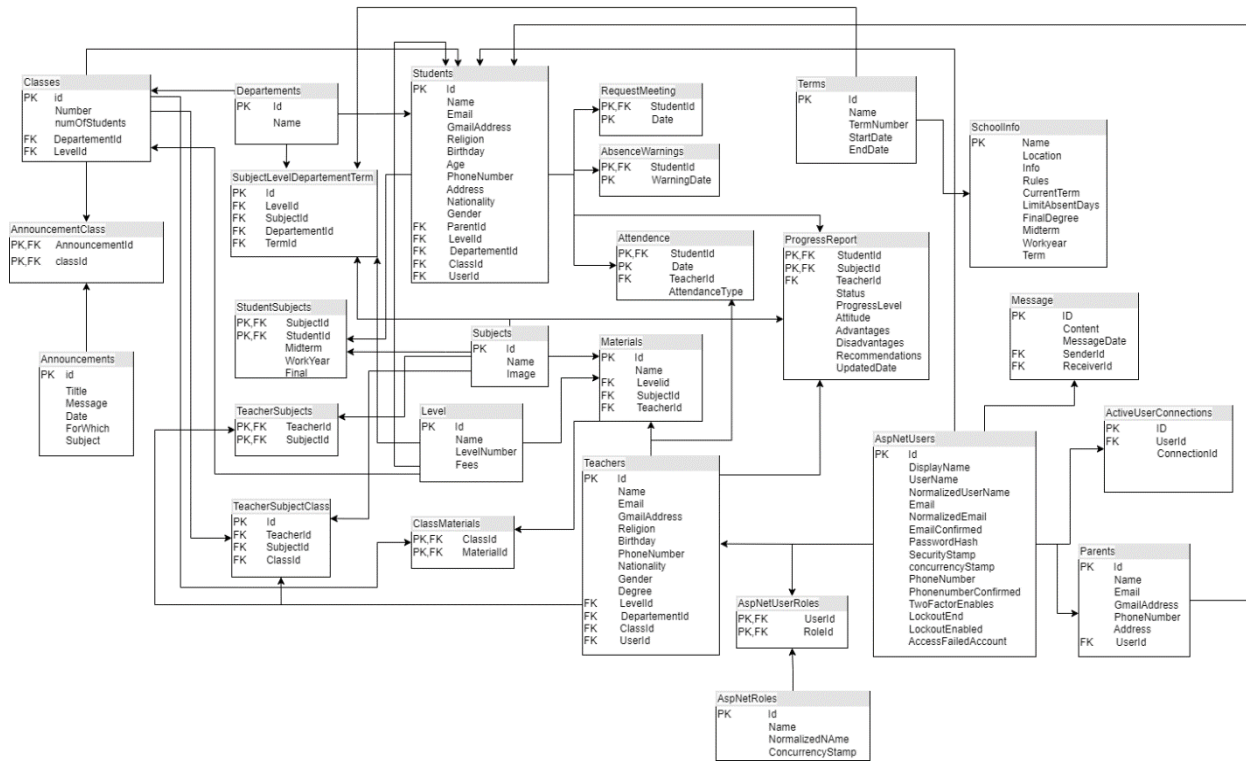 Classes
PK id
Number
numOfStudents
FK DepartementId
FK LevelId
Departements
PK Id
Name
Students
PK Id
Name
Email
GmailAddress
Religion
Birthday
Age
PhoneNumber
Address
Nationality
Gender
FK ParentId
FK LevelId
FK DepartementId
FK ClassId
FK UserId
RequestMeeting
PK,FK StudentId
PK Date
AbsenceWarnings
PK,FK StudentId
PK WarningDate
Terms
PK Id
Name
TermNumber
StartDate
EndDate
SchoolInfo
PK Name
Location
Info
Rules
CurrentTerm
LimitAbsentDays
FinalDegree
Midterm
Workyear
Term
SubjectLevelDepartementTerm
PK Id
FK LevelId
FK SubjectId
FK DepartementId
FK TermId
AnnouncementClass
PK,FK AnnouncementId
PK,FK classId
Attendence
PK,FK StudentId
PK Date
FK TeacherId
AttendanceType
ProgressReport
PK,FK StudentId
PK,FK SubjectId
FK TeacherId
Status
ProgressLevel
Attitude
Advantages
Disadvantages
Recommendations
UpdatedDate
Message
PK ID
Content
MessageDate
FK SenderId
FK ReceiverId
StudentSubjects
PK,FK SubjectId
PK,FK StudentId
Midterm
WorkYear
Final
Subjects
PK Id
Name
Image
Materials
PK Id
Name
FK Levelid
FK SubjectId
FK TeacherId
Announcements
PK id
Tiltle
Message
Date
ForWhich
Subject
TeacherSubjects
PK,FK TeacherId
PK,FK SubjectId
Level
PK Id
Name
LevelNumber
Fees
ActiveUserConnections
PK ID
FK UserId
ConnectionId
AspNetUsers
PK Id
DisplayName
UserName
NormalizedUserName
Email
NormalizedEmail
EmailConfirmed
PasswordHash
SecurityStamp
concurrencyStamp
PhoneNumber
PhonenumberConfirmed
TwoFactorEnables
LockoutEnd
LockoutEnabled
AccessFailedAccount
Teachers
PK Id
Name
Email
GmailAddress
Religion
Birthday
PhoneNumber
Nationality
Gender
Degree
FK LevelId
FK DepartementId
FK ClassId
FK UserId
TeacherSubjectClass
PK Id
FK TeacherId
FK SubjectId
FK ClassId
ClassMaterials
PK,FK ClassId
PK,FK MaterialId
Parents
PK Id
Name
Email
GmailAddress
PhoneNumber
Address
FK UserId
AspNetUserRoles
PK,FK UserId
PK,FK RoleId
AspNetRoles
PK Id
Name
NormalizedNAme
ConcurrencyStamp